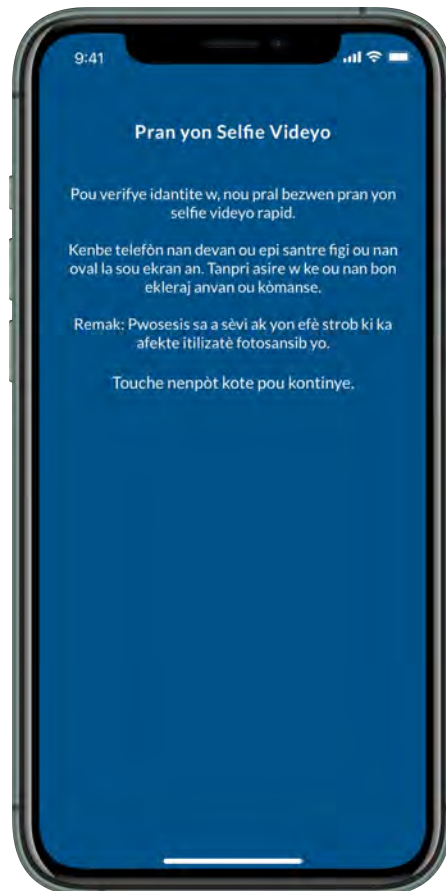 9:41
Pran yon Selfie Videyo
Pou verifye idantite w, nou pral bezwen pran yon
selfie videyo rapid.
Kenbe telefòn nan devan ou epi santre figi ou nan
oval la sou ekran an. Tanpri asire w ke ou nan bon
ekleraj anvan ou kòmanse.
Remak: Pwosesis sa a sèvi ak yon efè strob ki ka
afekte itilizatè fotosansib yo.
Touche nenpòt kote pou kontinye.